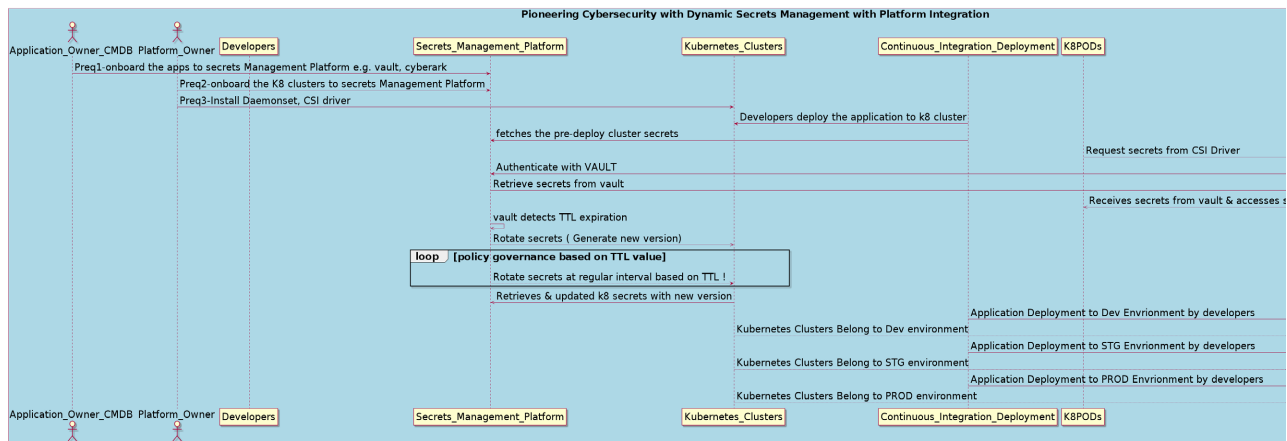 Pioneering Cybersecurity with Dynamic Secrets Management with Platform Integration
Application_Owner_CMDB Platform_Owner Developers Secrets_Management_Platform Kubernetes_Clusters Continuous_Integration_Deployment K8PODs
Preq1-onboard the apps to secrets Management Platform e.g. vault, cyberark
Preq2-onboard the K8 clusters to secrets Management Platform
Preq3-Install Daemonset, CSI driver
Developers deploy the application to k8 cluster
fetches the pre-deploy cluster secrets
Request secrets from CSI Driver
Authenticate with VAULT
Retrieve secrets from vault
Receives secrets from vault & accesses
vault detects TTL expiration
Rotate secrets ( Generate new version)
loop [policy governance based on TTL value]
Rotate secrets at regular interval based on TTL !
Retrieves & updated k8 secrets with new version
Application Deployment to Dev Envrionment by developers
Kubernetes Clusters Belong to Dev environment
Application Deployment to STG Envrionment by developers
Kubernetes Clusters Belong to STG environment
Application Deployment to PROD Envrionment by developers
Kubernetes Clusters Belong to PROD environment
Application_Owner_CMDB Platform_Owner Developers Secrets_Management_Platform Kubernetes_Clusters Continuous_Integration_Deployment K8PODs